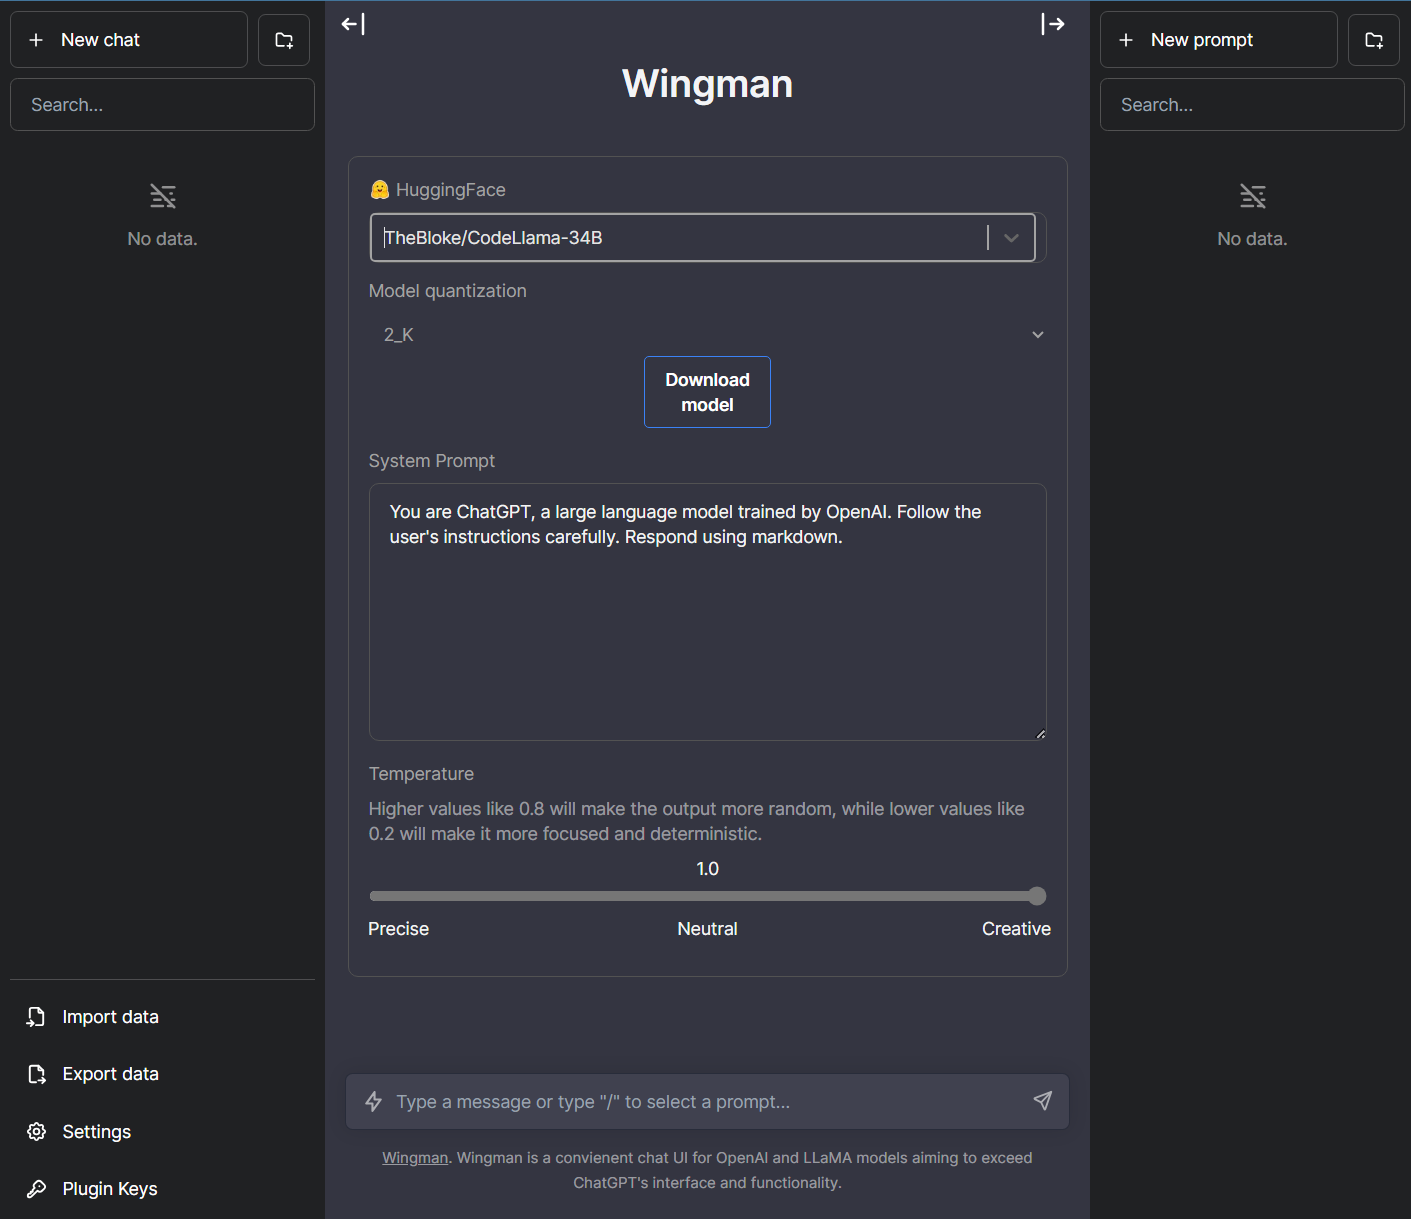 New chat
Search...
No data.
Import data
Export data
Settings
Plugin Keys
Wingman
HuggingFace
TheBloke/CodeLlama-34B
Model quantization
2_K
Download
model
System Prompt
You are ChatGPT, a large language model trained by OpenAI. Follow the
user's instructions carefully. Respond using markdown.
Temperature
Higher values like 0.8 will make the output more random, while lower values like
0.2 will make it more focused and deterministic.
1.0
Precise Neutral Creative
Type a message or type "/" to select a prompt...
Wingman. Wingman is a convienent chat UI for OpenAI and LLaMA models aiming to exceed
ChatGPT's interface and functionality.
New prompt
Search...
No data.